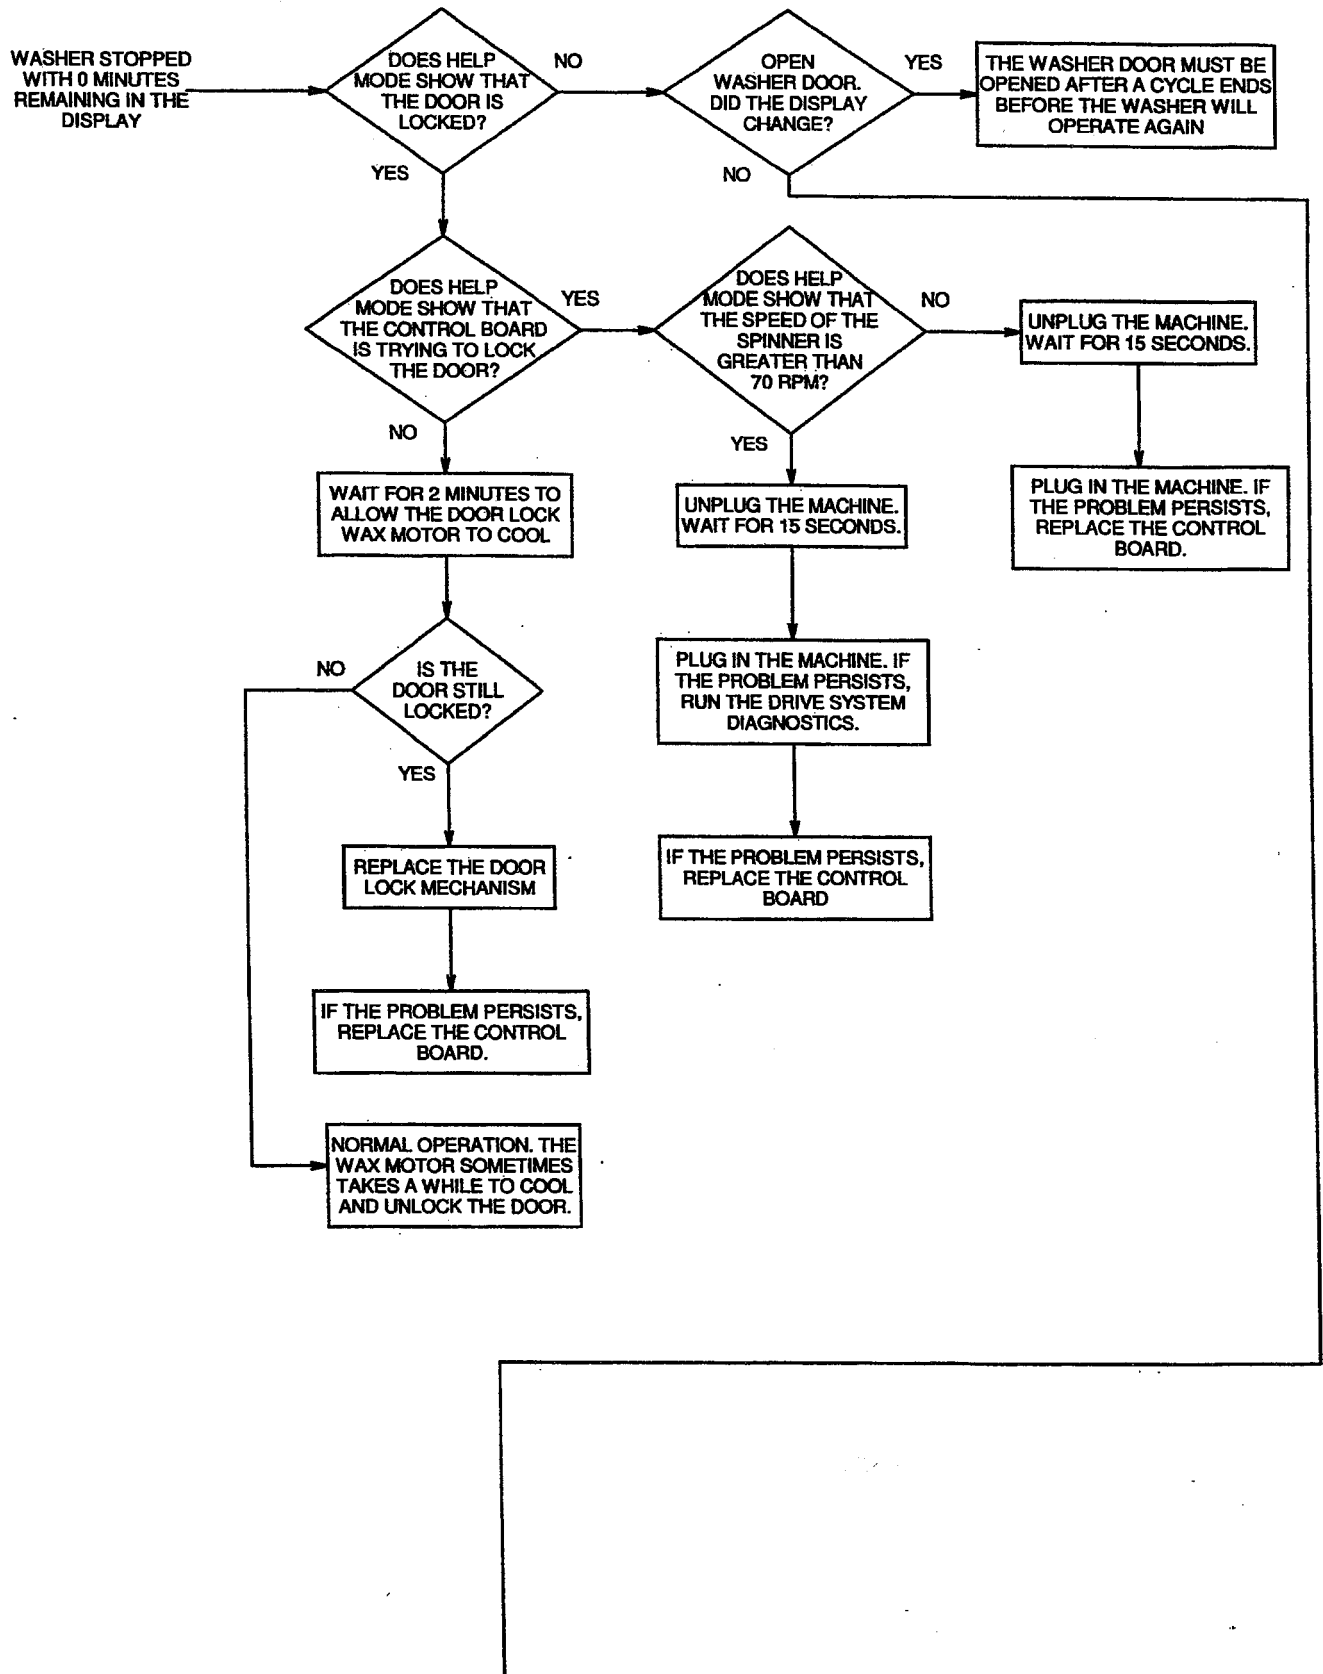 WASHER STOPPED
WITH 0 MINUTES
REMAINING IN THE
DISPLAY
DOES HELP
MODE SHOW THAT
THE DOOR IS
LOCKED?
NO
OPEN
WASHER DOOR.
DID THE DISPLAY
CHANGE?
YES
THE WASHER DOOR MUST BE
OPENED AFTER A CYCLE ENDS
BEFORE THE WASHER WILL
OPERATE AGAIN
YES
NO
DOES HELP
MODE SHOW THAT
THE CONTROL BOARD
IS TRYING TO LOCK
THE DOOR?
YES
DOES HELP
MODE SHOW THAT
THE SPEED OF THE
SPINNER IS
GREATER THAN
70 RPM?
NO
UNPLUG THE MACHINE.
WAIT FOR 15 SECONDS.
NO
YES
WAIT FOR 2 MINUTES TO
ALLOW THE DOOR LOCK
WAX MOTOR TO COOL
UNPLUG THE MACHINE.
WAIT FOR 15 SECONDS.
PLUG IN THE MACHINE. IF
THE PROBLEM PERSISTS,
REPLACE THE CONTROL
BOARD.
NO
IS THE
DOOR STILL
LOCKED?
YES
PLUG IN THE MACHINE. IF
THE PROBLEM PERSISTS,
RUN THE DRIVE SYSTEM
DIAGNOSTICS.
REPLACE THE DOOR
LOCK MECHANISM
IF THE PROBLEM PERSISTS,
REPLACE THE CONTROL
BOARD
IF THE PROBLEM PERSISTS,
REPLACE THE CONTROL
BOARD.
NORMAL OPERATION. THE
WAX MOTOR SOMETIMES
TAKES A WHILE TO COOL
AND UNLOCK THE DOOR.